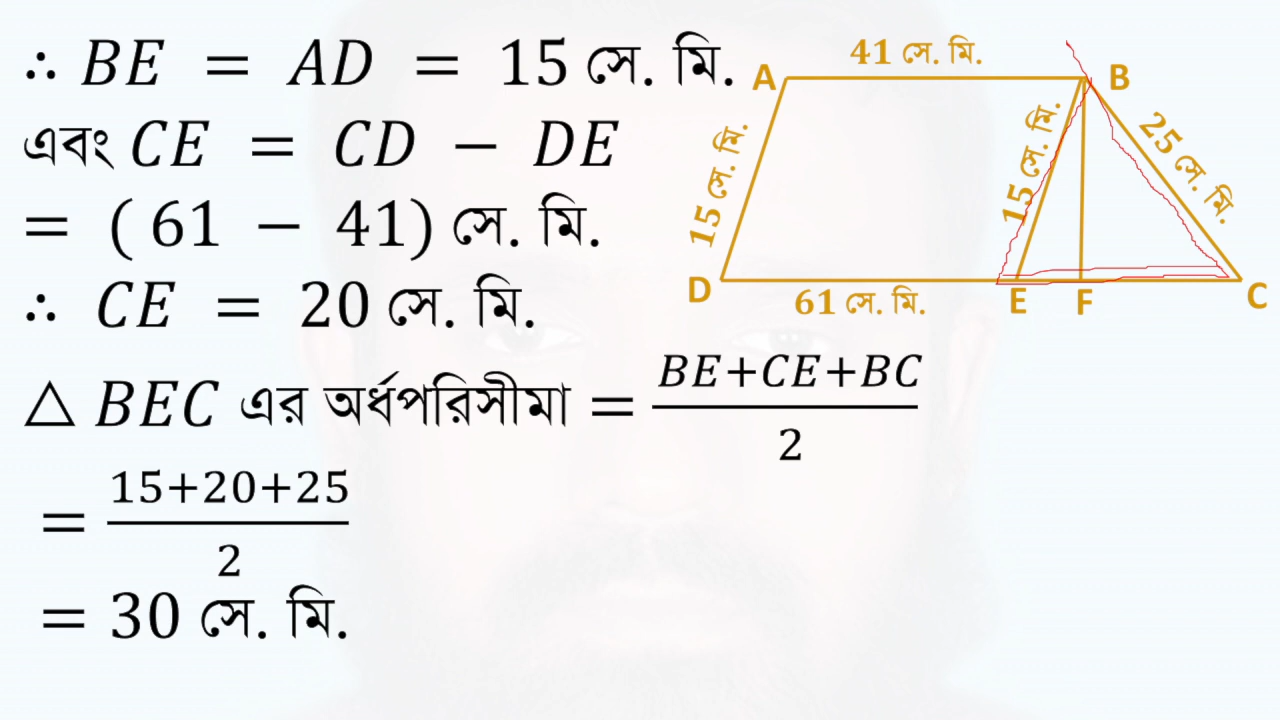 ∴ BE = AD = 15 সে. মি.
এবং CE = CD − DE
= ( 61 − 41) সে. মি.
∴ CE = 20 সে. মি.
△ BEC এর অর্ধপরিসীমা = BE+CE+BC / 2
= 15+20+25 / 2
= 30 সে. মি.
41 সে. মি.
A
B
15 সে. মি.
15 সে. মি.
25 সে. মি.
D
61 সে. মি.
E
F
C